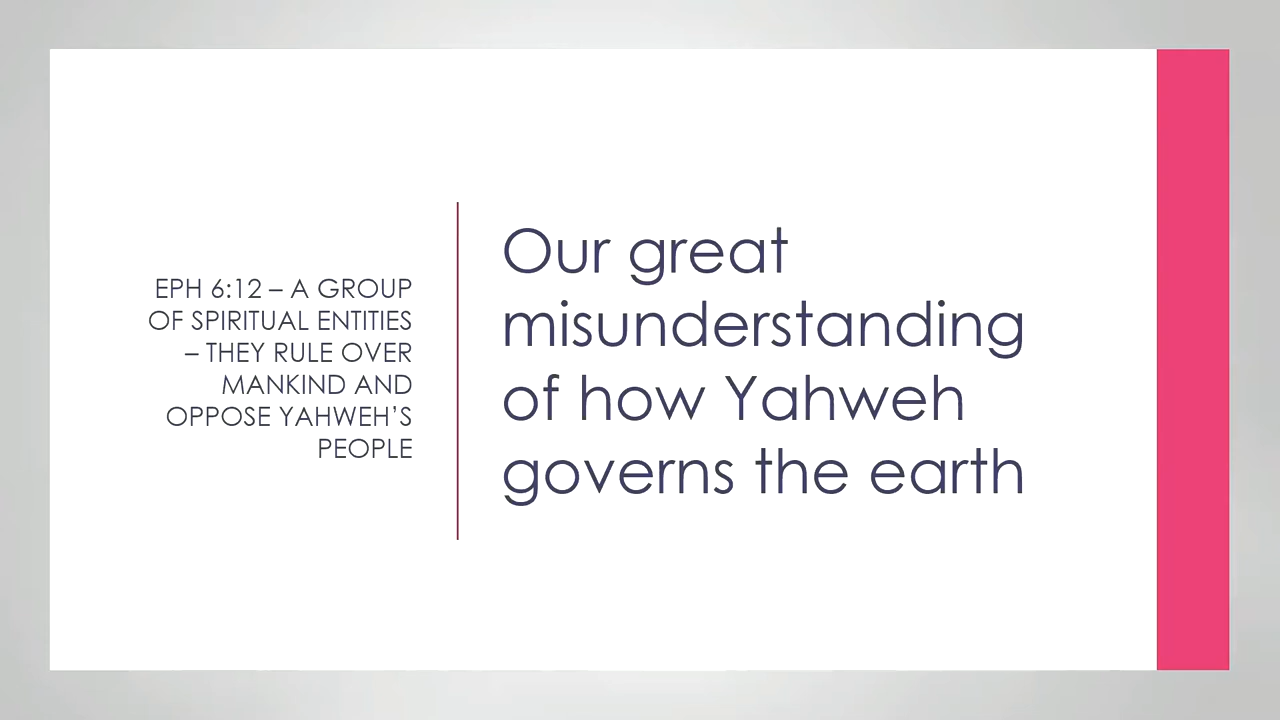 EPH 6:12 – A GROUP
OF SPIRITUAL ENTITIES
– THEY RULE OVER
MANKIND AND
OPPOSE YAHWEH’S
PEOPLE
Our great
misunderstanding
of how Yahweh
governs the earth